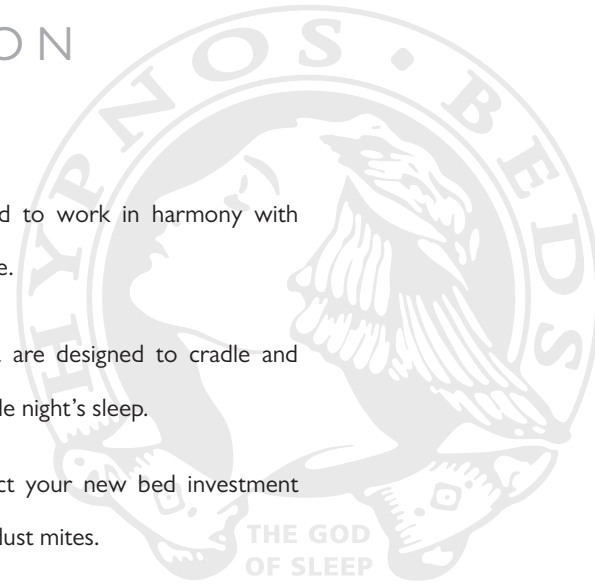 ON
HYPNOS • BEDS
d to work in harmony with
e.
are designed to cradle and
le night's sleep.
ct your new bed investment
dust mites.
THE GOD
OF SLEEP